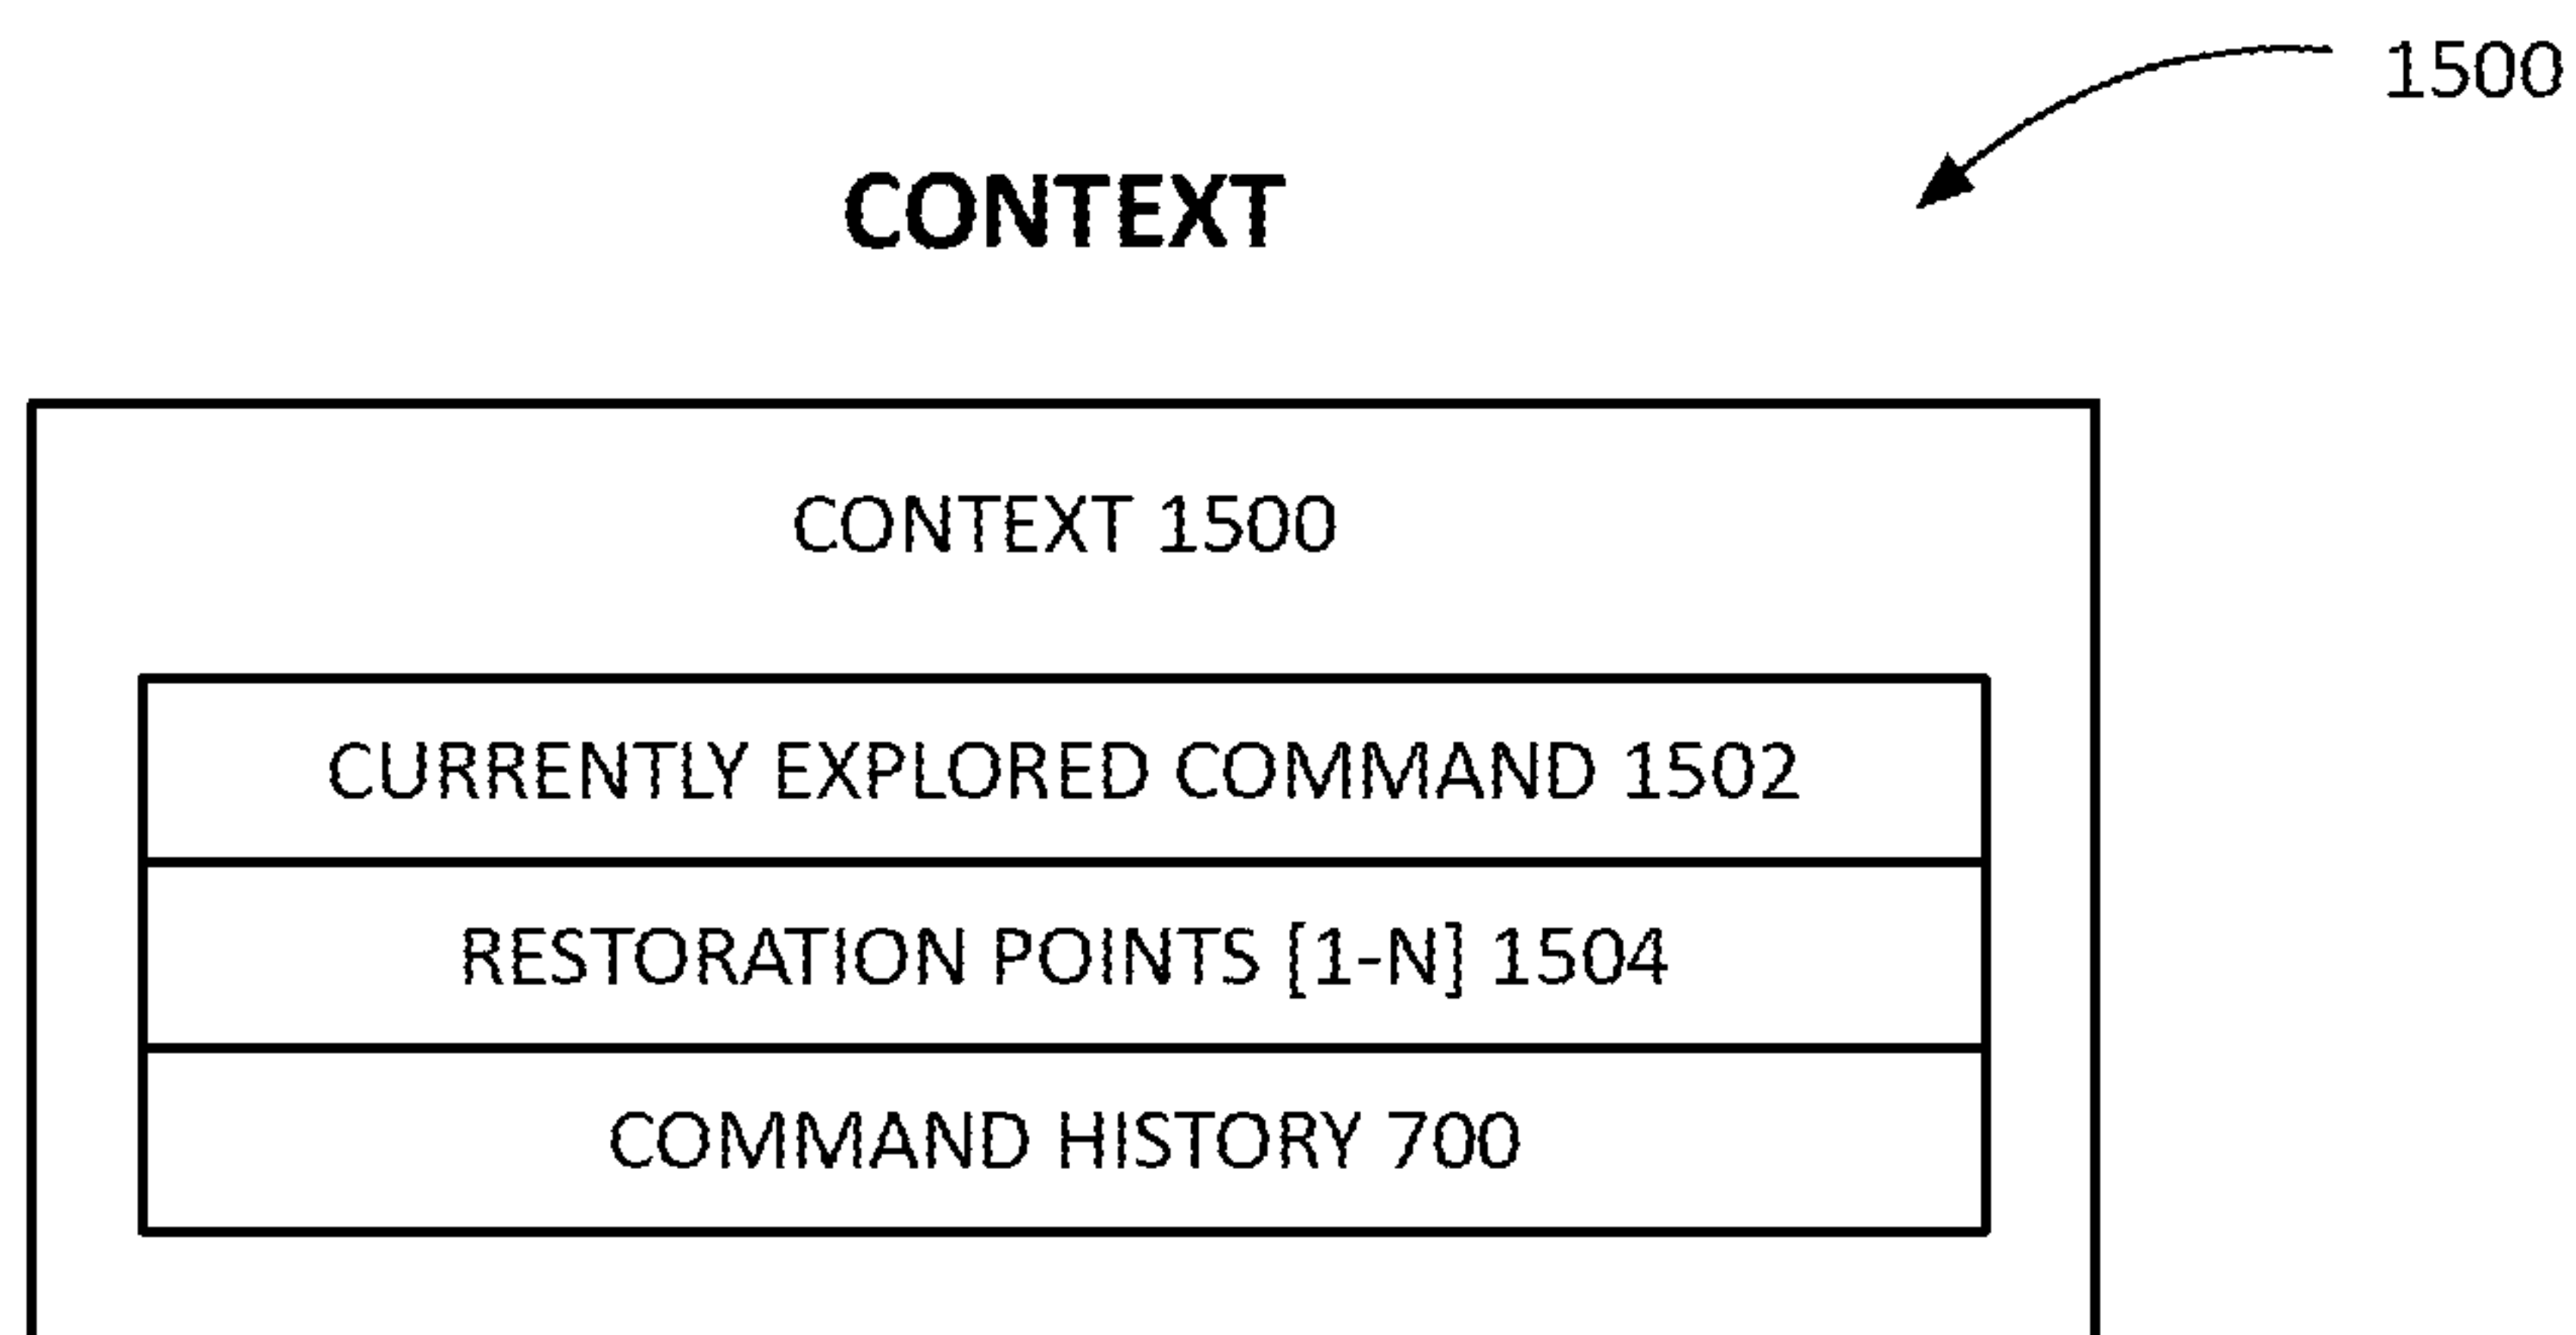 1500
CONTEXT
CONTEXT 1500
CURRENTLY EXPLORED COMMAND 1502
RESTORATION POINTS [1-N] 1504
COMMAND HISTORY 700